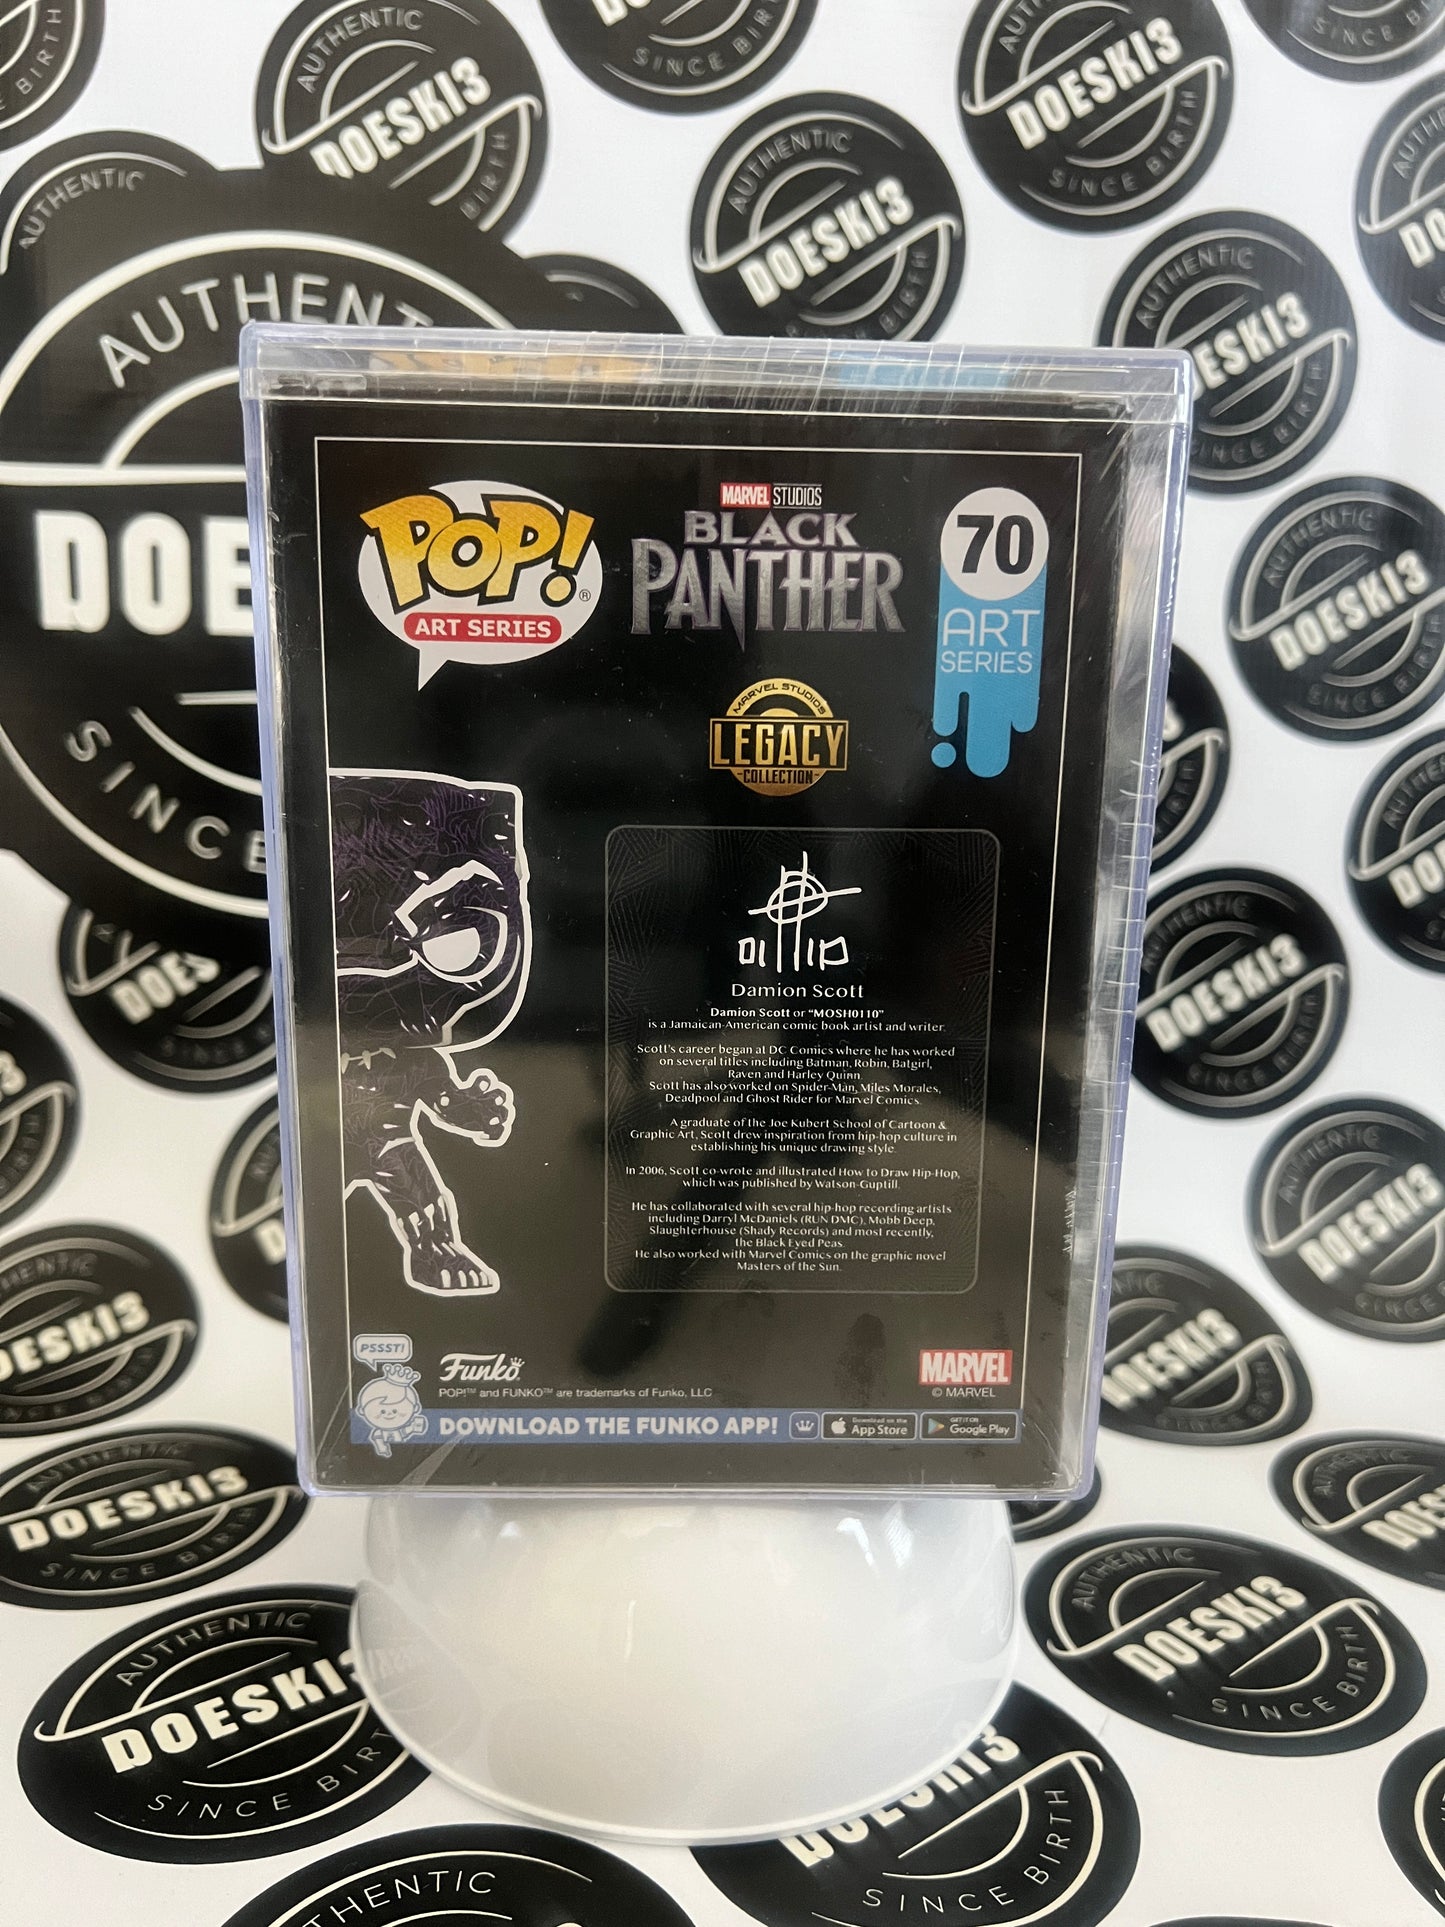 POP!
ART SERIES
MARVEL STUDIOS
BLACK
PANTHER
70
ART
SERIES
MARVEL STUDIOS
LEGACY
-COLLECTION-
Damion Scott
Damion Scott or "MOSH0110"
is a Jamaican-American comic book artist and writer.
Scott's career began at DC Comics where he has worked
on several titles including Batman, Robin, Batgirl,
Raven and Harley Quinn.
Scott has also worked on Spider-Man, Miles Morales,
Deadpool and Ghost Rider for Marvel Comics.
A graduate of the Joe Kubert School of Cartoon &
Graphic Art, Scott drew inspiration from hip-hop culture in
establishing his unique drawing style.
In 2006, Scott co-wrote and illustrated How to Draw Hip-Hop,
which was published by Watson-Guptill.
He has collaborated with several hip-hop recording artists
including Darryl McDaniels (RUN DMC), Mobb Deep,
Slaughterhouse (Shady Records) and most recently,
the Black Eyed Peas.
He also worked with Marvel Comics on the graphic novel
Masters of the Sun.
PSSST!
Funko
POP!™ and FUNKO™ are trademarks of Funko, LLC
MARVEL
© MARVEL
DOWNLOAD THE FUNKO APP!
Download on the
App Store
GET IT ON
Google Play
AUTHENTIC
DOESKI3
SINCE BIRTH